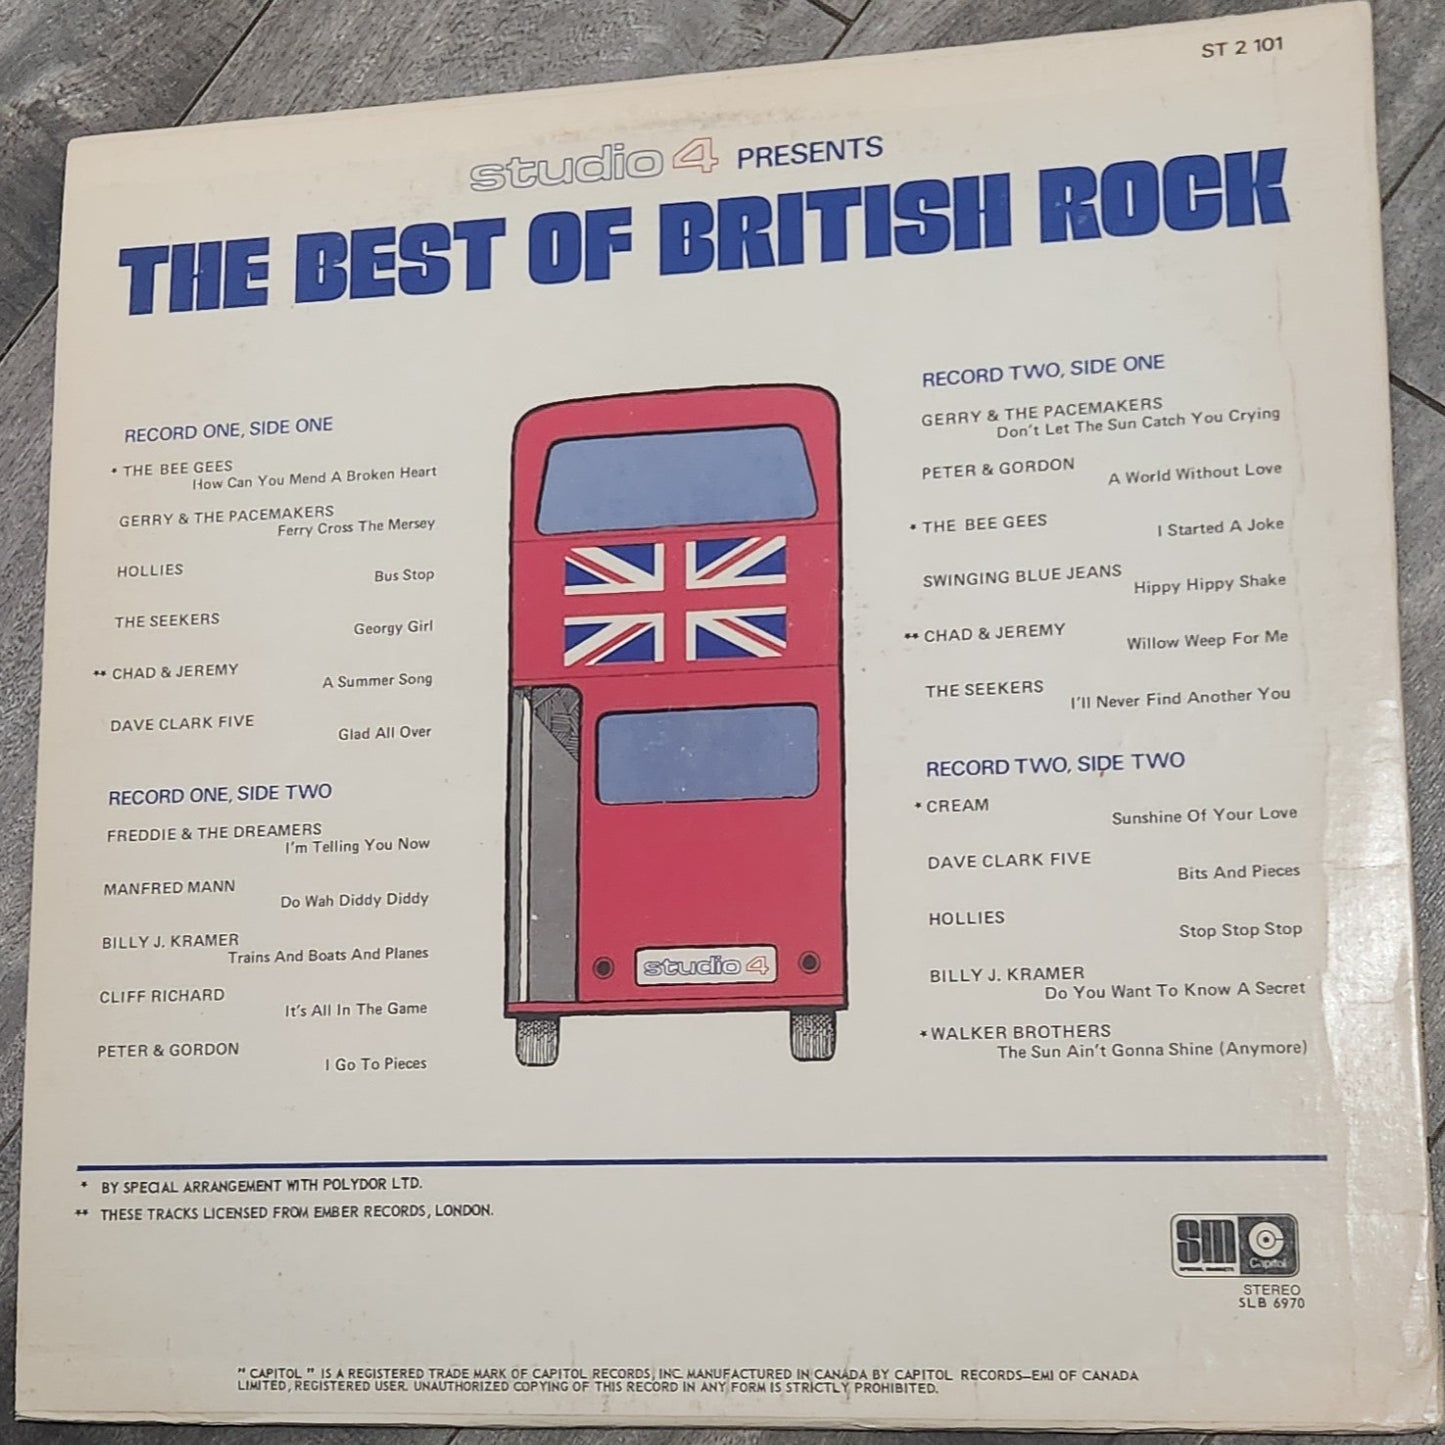 ST 2 101
studio 4 PRESENTS
THE BEST OF BRITISH ROCK
RECORD ONE, SIDE ONE
* THE BEE GEES
How Can You Mend A Broken Heart
GERRY & THE PACEMAKERS
Ferry Cross The Mersey
HOLLIES
Bus Stop
THE SEEKERS
Georgy Girl
** CHAD & JEREMY
A Summer Song
DAVE CLARK FIVE
Glad All Over
RECORD ONE, SIDE TWO
FREDDIE & THE DREAMERS
I'm Telling You Now
MANFRED MANN
Do Wah Diddy Diddy
BILLY J. KRAMER
Trains And Boats And Planes
CLIFF RICHARD
It's All In The Game
PETER & GORDON
I Go To Pieces
studio 4
RECORD TWO, SIDE ONE
GERRY & THE PACEMAKERS
Don't Let The Sun Catch You Crying
PETER & GORDON
A World Without Love
* THE BEE GEES
I Started A Joke
SWINGING BLUE JEANS
Hippy Hippy Shake
** CHAD & JEREMY
Willow Weep For Me
THE SEEKERS
I'll Never Find Another You
RECORD TWO, SIDE TWO
* CREAM
Sunshine Of Your Love
DAVE CLARK FIVE
Bits And Pieces
HOLLIES
Stop Stop Stop
BILLY J. KRAMER
Do You Want To Know A Secret
* WALKER BROTHERS
The Sun Ain't Gonna Shine (Anymore)
* BY SPECIAL ARRANGEMENT WITH POLYDOR LTD.
** THESE TRACKS LICENSED FROM EMBER RECORDS, LONDON.
sm
SPECIAL MARKETS
Capitol
STEREO
SLB 6970
" CAPITOL " IS A REGISTERED TRADE MARK OF CAPITOL RECORDS, INC. MANUFACTURED IN CANADA BY CAPITOL RECORDS—EMI OF CANADA
LIMITED, REGISTERED USER. UNAUTHORIZED COPYING OF THIS RECORD IN ANY FORM IS STRICTLY PROHIBITED.